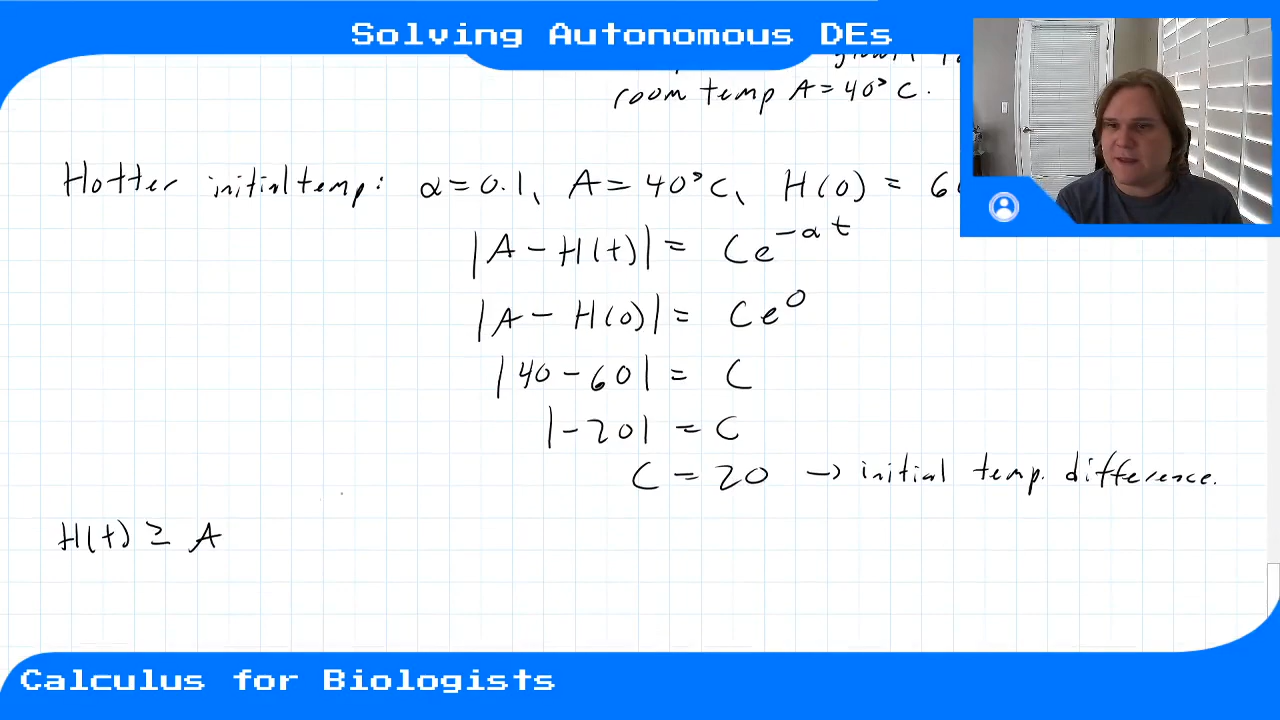 Solving Autonomous DEs
room temp A = 40° C.
Hotter initial temp: α = 0.1, A = 40°C, H(0) =
|A - H(t)| = Ce^{-αt}
|A - H(0)| = Ce^0
|40 - 60| = C
|-20| = C
C = 20 → initial temp. difference.
H(t) ≥ A
Calculus for Biologists